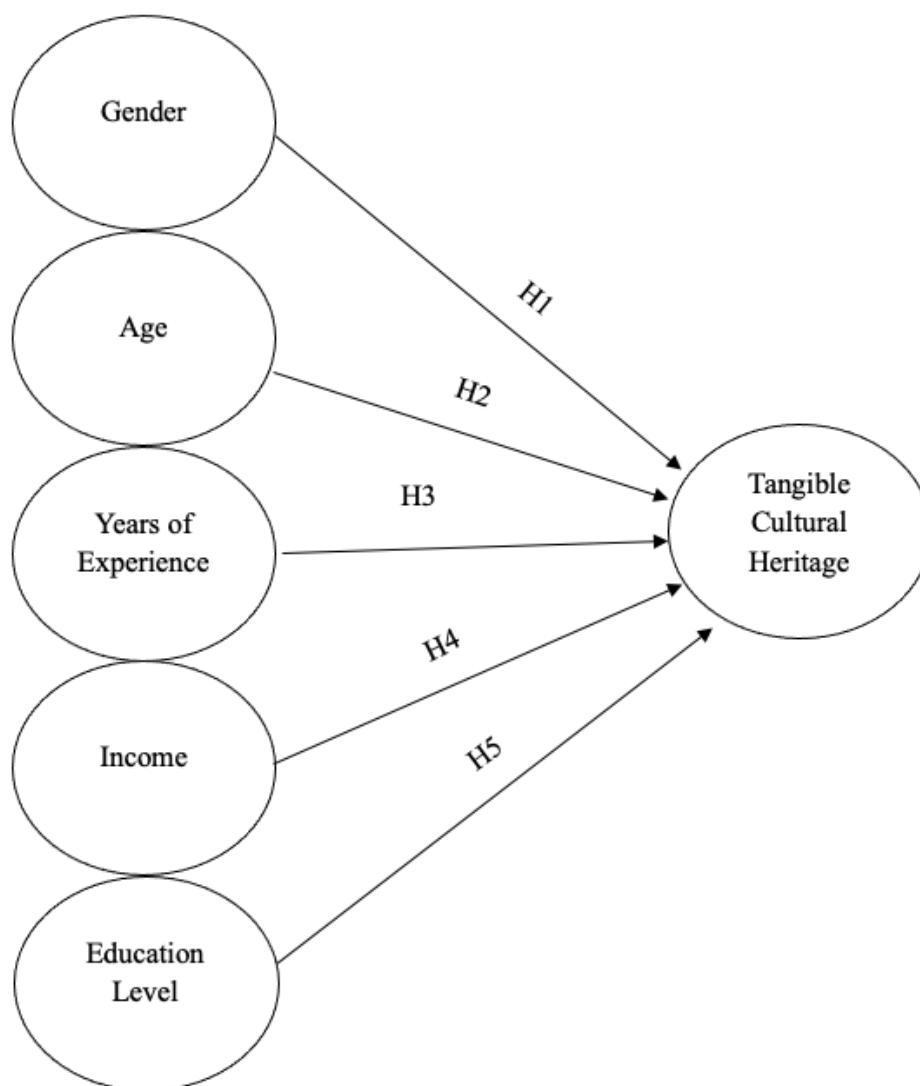 Gender
H1
Age
H2
Years of
Experience
H3
Tangible
Cultural
Heritage
Income
H4
H5
Education
Level